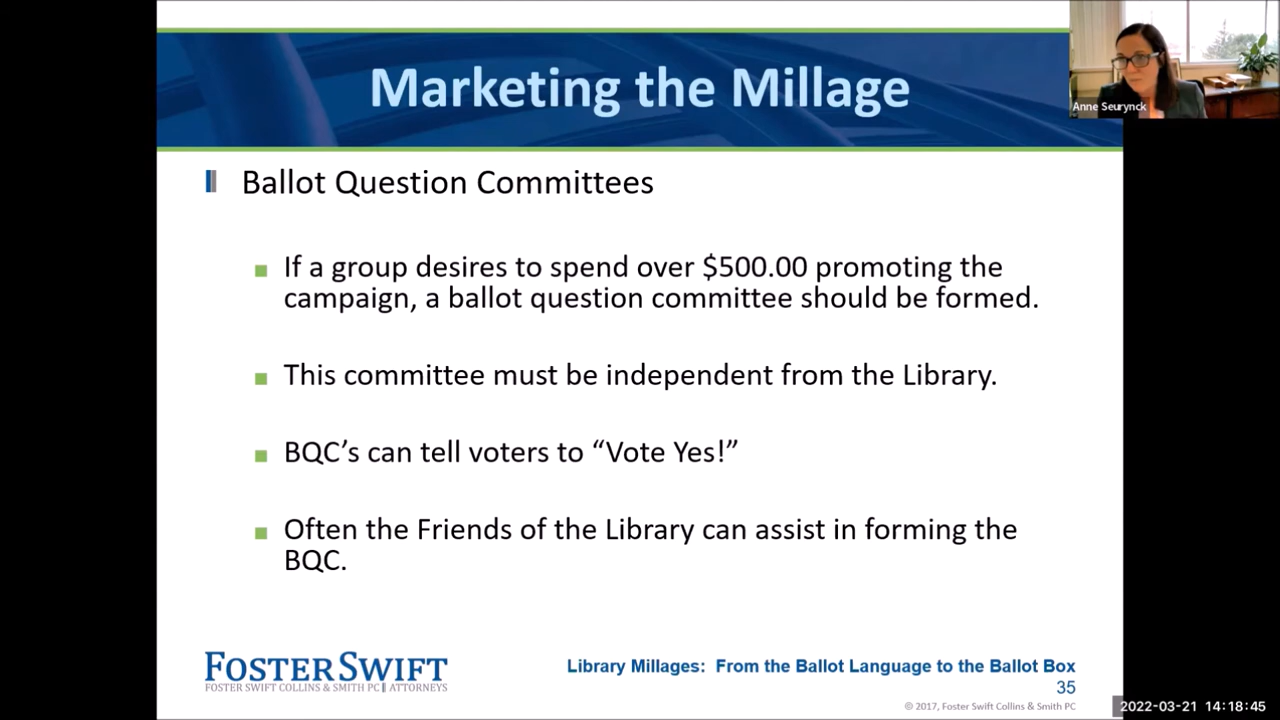 Marketing the Millage
Anne Seurynck
Ballot Question Committees
If a group desires to spend over $500.00 promoting the
campaign, a ballot question committee should be formed.
This committee must be independent from the Library.
BQC’s can tell voters to “Vote Yes!”
Often the Friends of the Library can assist in forming the
BQC.
FOSTER SWIFT
FOSTER SWIFT COLLINS & SMITH PC || ATTORNEYS
Library Millages: From the Ballot Language to the Ballot Box
35
© 2017, Foster Swift Collins & Smith PC
2022-03-21 14:18:45